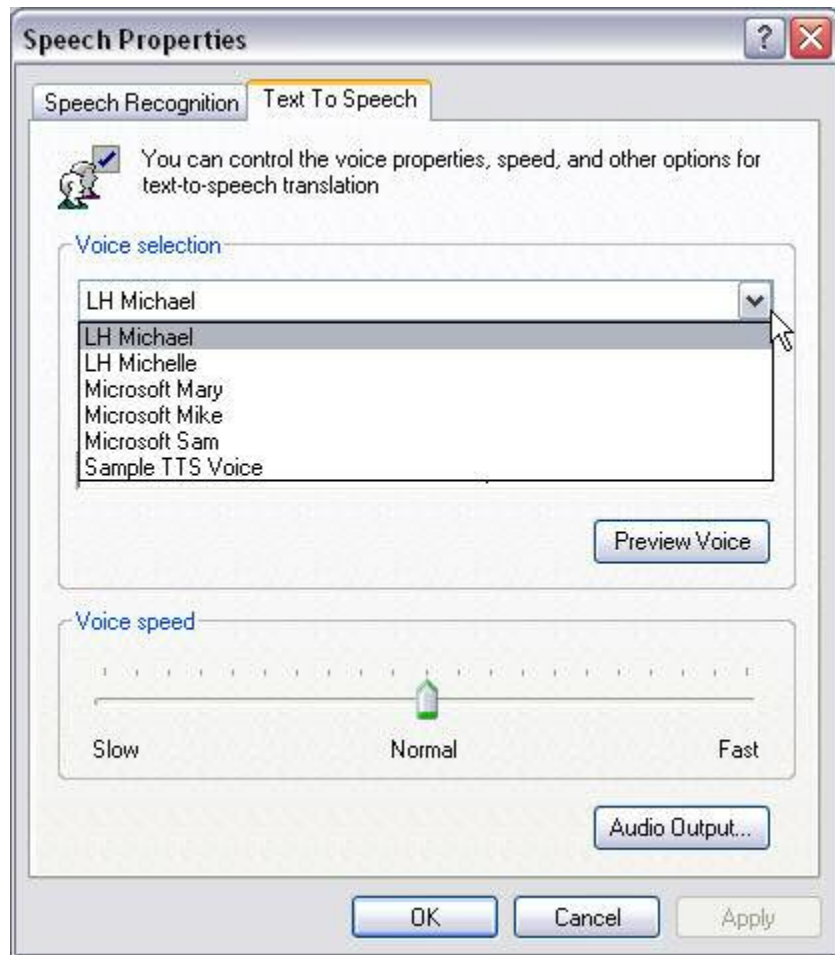 Speech Properties
Speech Recognition
Text To Speech
You can control the voice properties, speed, and other options for
text-to-speech translation
Voice selection
LH Michael
LH Michael
LH Michelle
Microsoft Mary
Microsoft Mike
Microsoft Sam
Sample TTS Voice
Preview Voice
Voice speed
Slow Normal Fast
Audio Output...
OK Cancel Apply